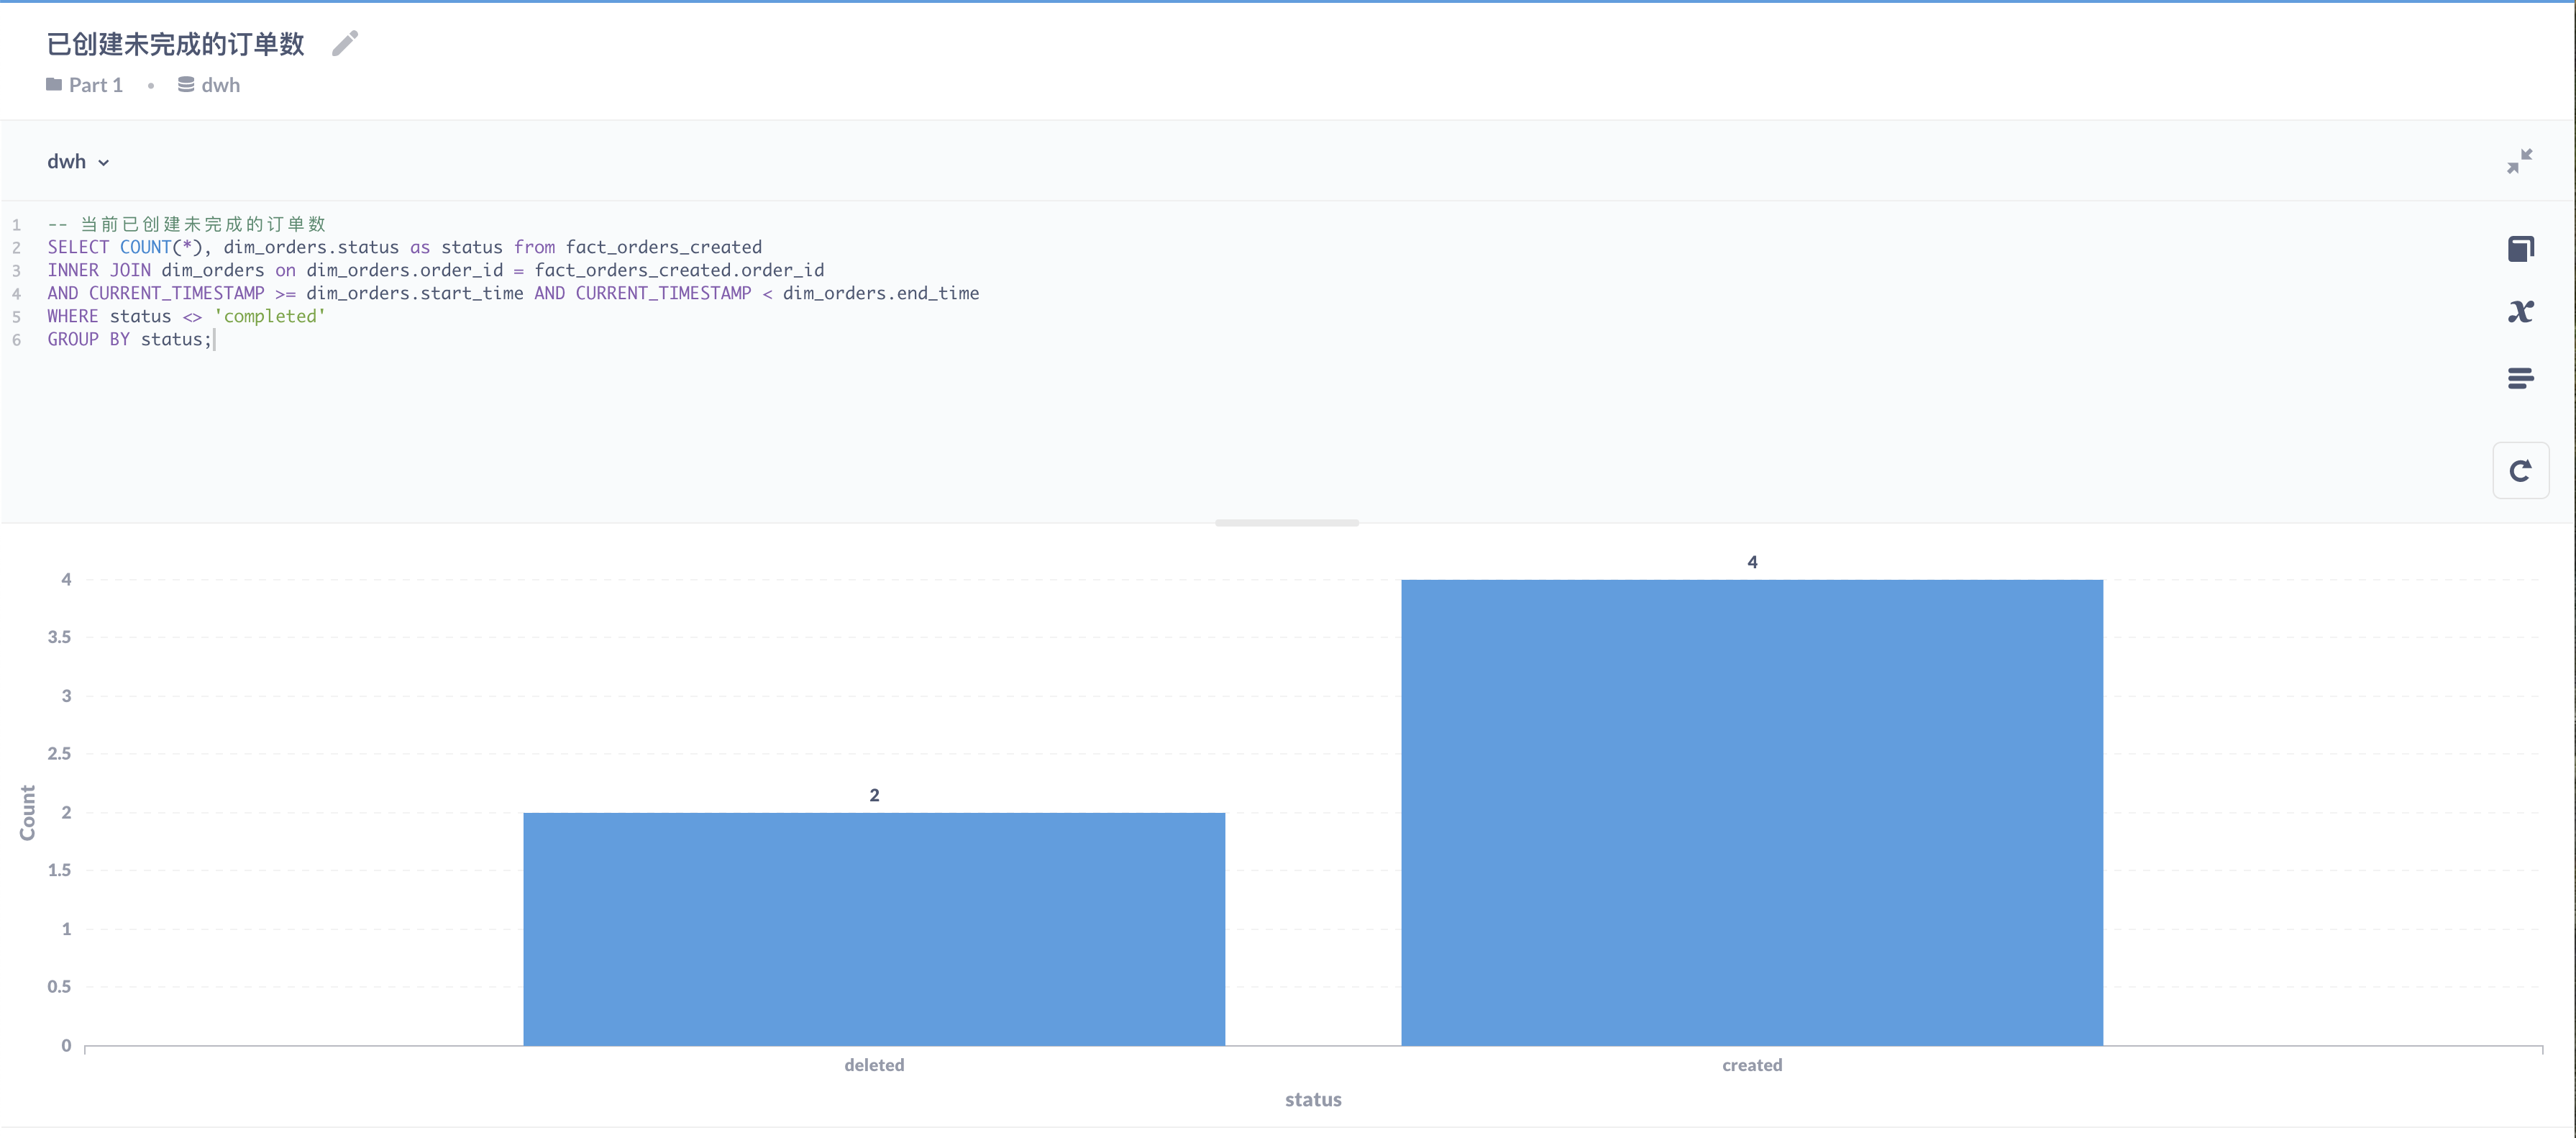 已创建未完成的订单数
Part 1 • dwh
dwh
1 -- 当前已创建未完成的订单数
2 SELECT COUNT(*), dim_orders.status as status from fact_orders_created
3 INNER JOIN dim_orders on dim_orders.order_id = fact_orders_created.order_id
4 AND CURRENT_TIMESTAMP >= dim_orders.start_time AND CURRENT_TIMESTAMP < dim_orders.end_time
5 WHERE status <> 'completed'
6 GROUP BY status;
x
4
4
3.5
3
2.5
2
2
Count
1.5
1
0.5
0
deleted created
status